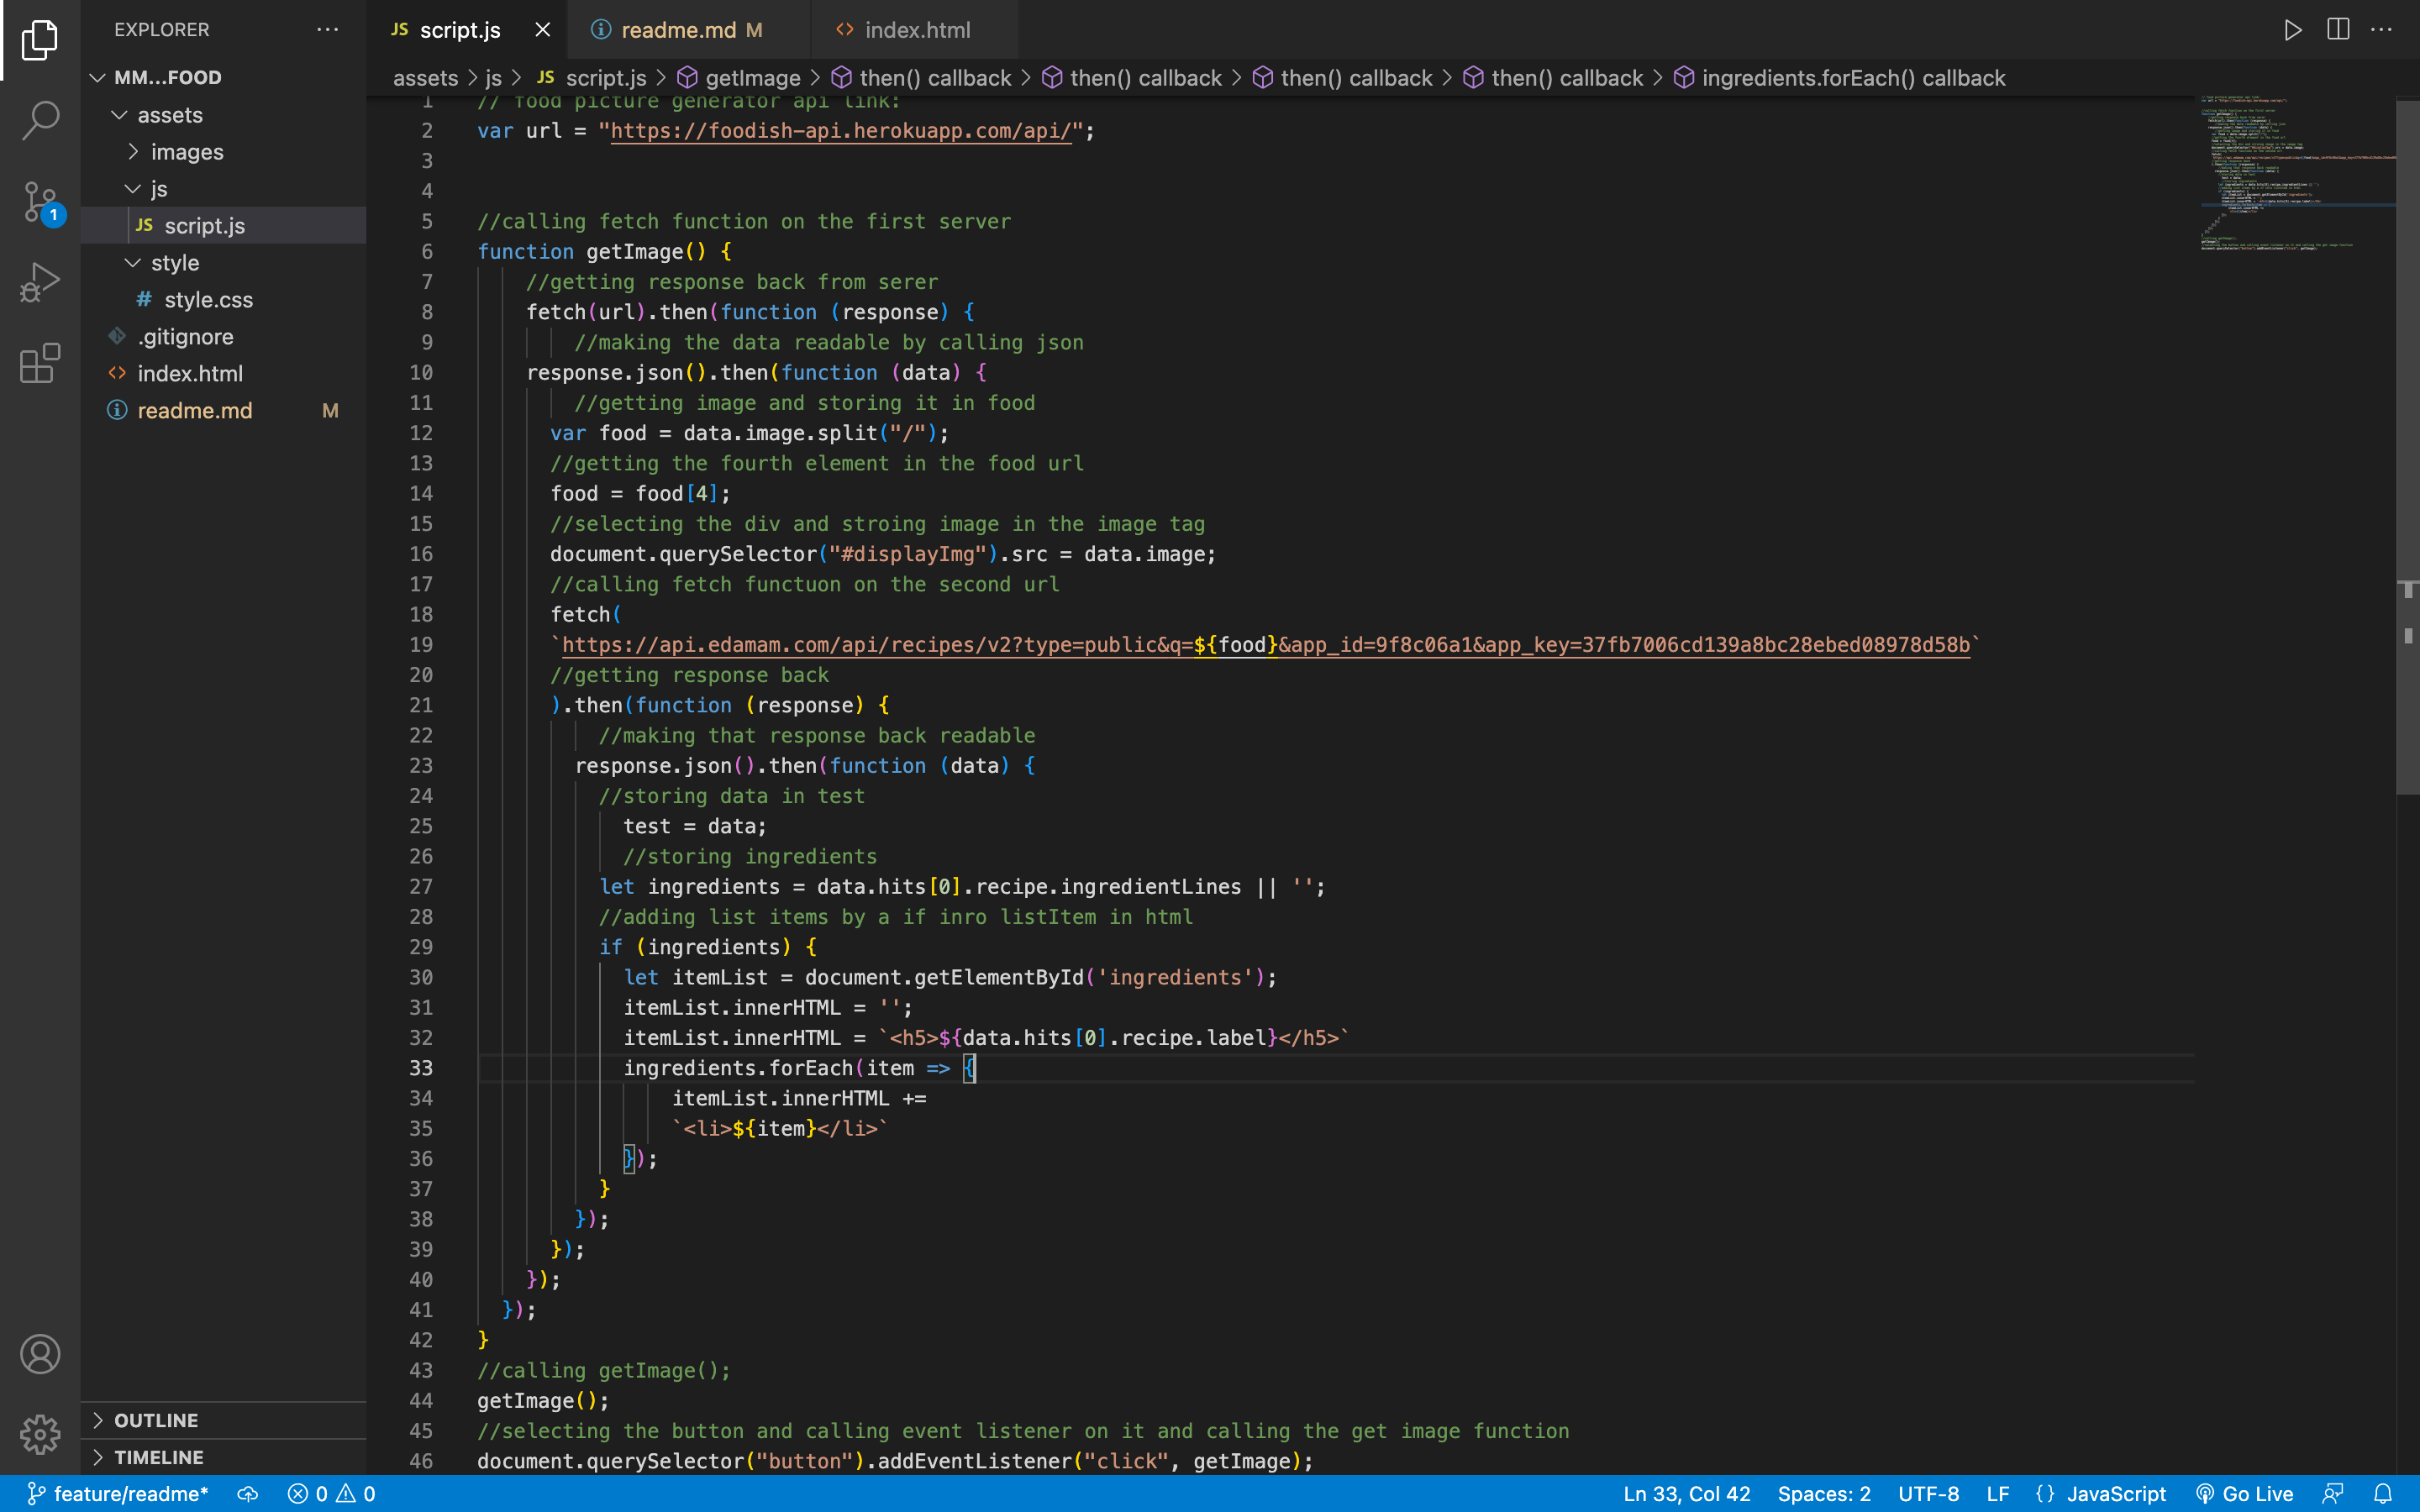 EXPLORER
MM...FOOD
assets
images
js
JS script.js
style
# style.css
.gitignore
<> index.html
readme.md M
OUTLINE
TIMELINE
1
JS script.js
readme.md M
<> index.html
assets > js > JS script.js > getImage > then() callback > then() callback > then() callback > then() callback > ingredients.forEach() callback
1 // food picture generator api link:
2 var url = "https://foodish-api.herokuapp.com/api/";
3
4
5 //calling fetch function on the first server
6 function getImage() {
7 //getting response back from serer
8 fetch(url).then(function (response) {
9 //making the data readable by calling json
10 response.json().then(function (data) {
11 //getting image and storing it in food
12 var food = data.image.split("/");
13 //getting the fourth element in the food url
14 food = food[4];
15 //selecting the div and stroing image in the image tag
16 document.querySelector("#displayImg").src = data.image;
17 //calling fetch functuon on the second url
18 fetch(
19 `https://api.edamam.com/api/recipes/v2?type=public&q=${food}&app_id=9f8c06a1&app_key=37fb7006cd139a8bc28ebed08978d58b`
20 //getting response back
21 ).then(function (response) {
22 //making that response back readable
23 response.json().then(function (data) {
24 //storing data in test
25 test = data;
26 //storing ingredients
27 let ingredients = data.hits[0].recipe.ingredientLines || '';
28 //adding list items by a if inro listItem in html
29 if (ingredients) {
30 let itemList = document.getElementById('ingredients');
31 itemList.innerHTML = '';
32 itemList.innerHTML = `<h5>${data.hits[0].recipe.label}</h5>`
33 ingredients.forEach(item => {
34 itemList.innerHTML +=
35 `<li>${item}</li>`
36 });
37 }
38 });
39 });
40 });
41 });
42 }
43 //calling getImage();
44 getImage();
45 //selecting the button and calling event listener on it and calling the get image function
46 document.querySelector("button").addEventListener("click", getImage);
feature/readme* 0 0 Ln 33, Col 42 Spaces: 2 UTF-8 LF {} JavaScript Go Live